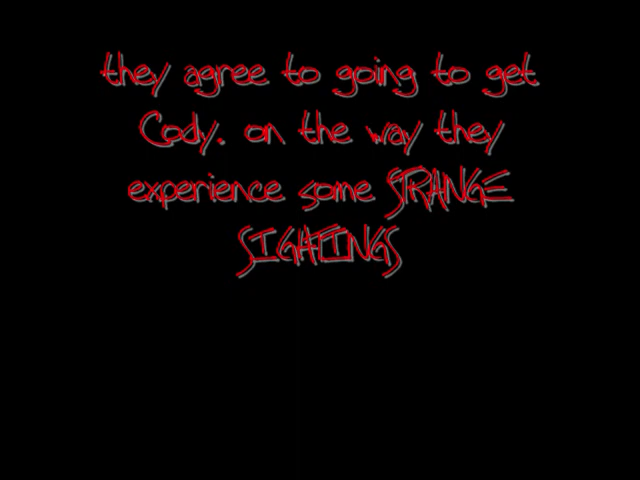 they agree to going to get
Cody. on the way they
experience some STRANGE
SIGHTINGS